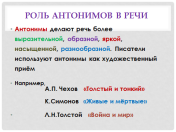 РОЛЬ АНТОНИМОВ В РЕЧИ
Антонимы делают речь более
выразительной, образной, яркой,
насыщенной, разнообразной. Писатели
используют антонимы как художественный
приём
Например,
А.П. Чехов «Толстый и тонкий»
К.Симонов «Живые и мёртвые»
Л.Н.Толстой «Война и мир»